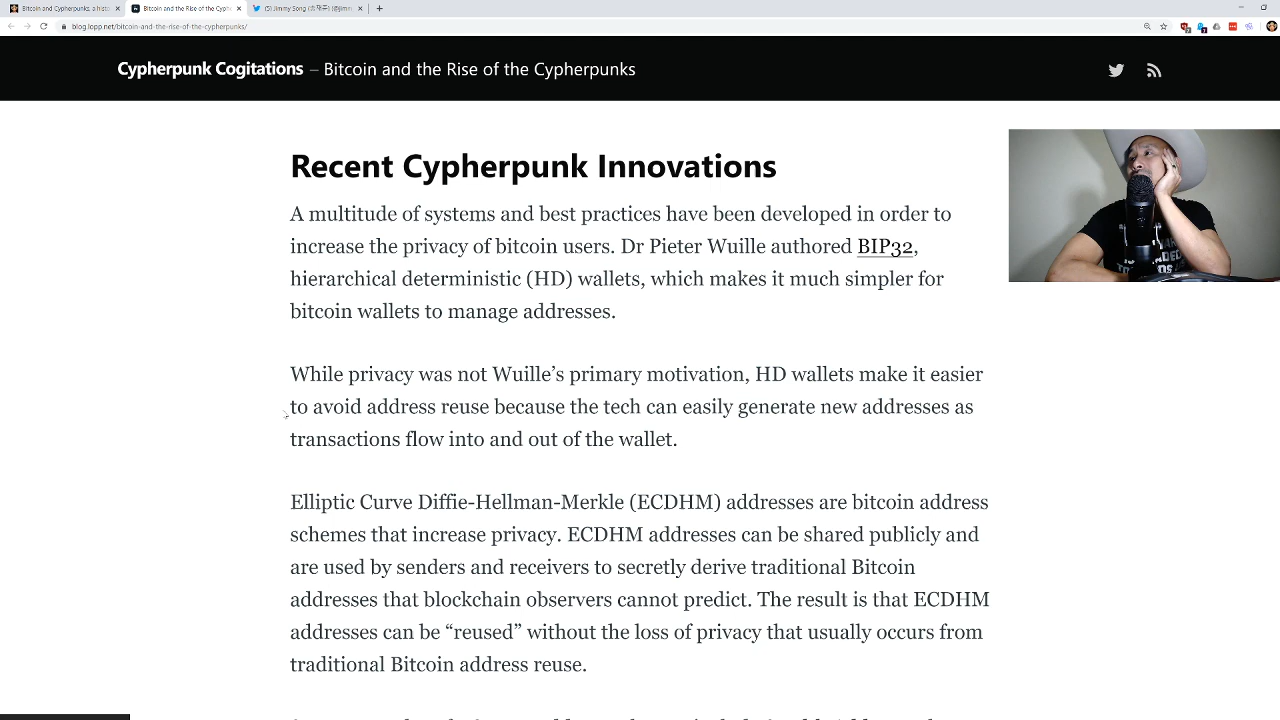 Bitcoin and Cypherpunks: a histo
Bitcoin and the Rise of the Cyphe
(5) Jimmy Song
blog.lopp.net/bitcoin-and-the-rise-of-the-cypherpunks/
Cypherpunk Cogitations – Bitcoin and the Rise of the Cypherpunks
Recent Cypherpunk Innovations
A multitude of systems and best practices have been developed in order to
increase the privacy of bitcoin users. Dr Pieter Wuille authored BIP32,
hierarchical deterministic (HD) wallets, which makes it much simpler for
bitcoin wallets to manage addresses.
While privacy was not Wuille’s primary motivation, HD wallets make it easier
to avoid address reuse because the tech can easily generate new addresses as
transactions flow into and out of the wallet.
Elliptic Curve Diffie-Hellman-Merkle (ECDHM) addresses are bitcoin address
schemes that increase privacy. ECDHM addresses can be shared publicly and
are used by senders and receivers to secretly derive traditional Bitcoin
addresses that blockchain observers cannot predict. The result is that ECDHM
addresses can be “reused” without the loss of privacy that usually occurs from
traditional Bitcoin address reuse.